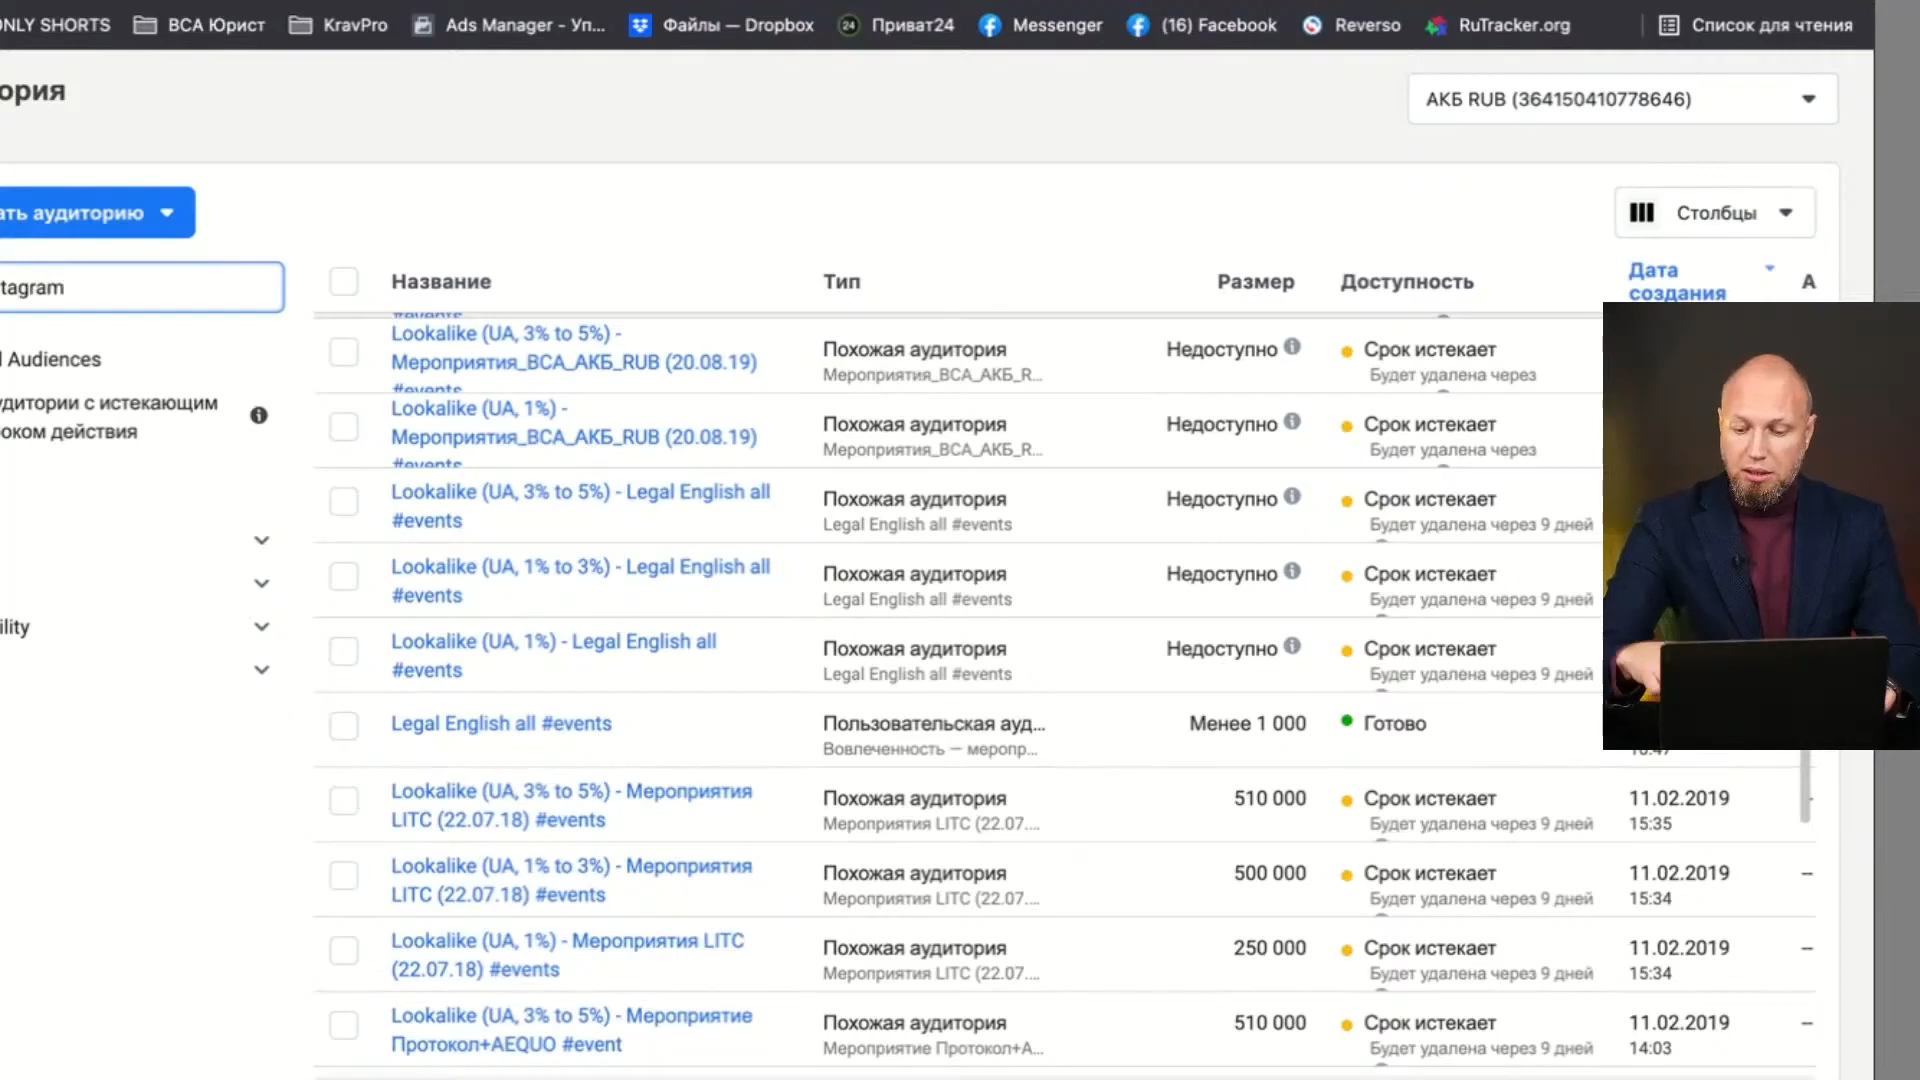 ONLY SHORTS
BCA Юрист
KravPro
Ads Manager - Уп...
Файлы — Dropbox
24
Приват24
Messenger
(16) Facebook
Reverso
RuTracker.org
Список для чтения
ория
АКБ RUB (364150410778646)
ать аудиторию
Столбцы
tagram
l Audiences
удитории с истекающим
оком действия
ility
Название
Тип
Размер
Доступность
Дата
создания
А
#events
Lookalike (UA, 3% to 5%) -
Мероприятия_BCA_АКБ_RUB (20.08.19)
#events
Похожая аудитория
Мероприятия_BCA_АКБ_R...
Недоступно
Срок истекает
Будет удалена через
Lookalike (UA, 1%) -
Мероприятия_BCA_АКБ_RUB (20.08.19)
#events
Похожая аудитория
Мероприятия_BCA_АКБ_R...
Недоступно
Срок истекает
Будет удалена через
Lookalike (UA, 3% to 5%) - Legal English all
#events
Похожая аудитория
Legal English all #events
Недоступно
Срок истекает
Будет удалена через 9 дней
Lookalike (UA, 1% to 3%) - Legal English all
#events
Похожая аудитория
Legal English all #events
Недоступно
Срок истекает
Будет удалена через 9 дней
Lookalike (UA, 1%) - Legal English all
#events
Похожая аудитория
Legal English all #events
Недоступно
Срок истекает
Будет удалена через 9 дней
Legal English all #events
Пользовательская ауд...
Вовлеченность — меропр...
Менее 1 000
Готово
Lookalike (UA, 3% to 5%) - Мероприятия
LITC (22.07.18) #events
Похожая аудитория
Мероприятия LITC (22.07....
510 000
Срок истекает
Будет удалена через 9 дней
11.02.2019
15:35
Lookalike (UA, 1% to 3%) - Мероприятия
LITC (22.07.18) #events
Похожая аудитория
Мероприятия LITC (22.07....
500 000
Срок истекает
Будет удалена через 9 дней
11.02.2019
15:34
–
Lookalike (UA, 1%) - Мероприятия LITC
(22.07.18) #events
Похожая аудитория
Мероприятия LITC (22.07....
250 000
Срок истекает
Будет удалена через 9 дней
11.02.2019
15:34
–
Lookalike (UA, 3% to 5%) - Мероприятие
Протокол+AEQUO #event
Похожая аудитория
Мероприятие Протокол+A...
510 000
Срок истекает
Будет удалена через 9 дней
11.02.2019
14:03
–